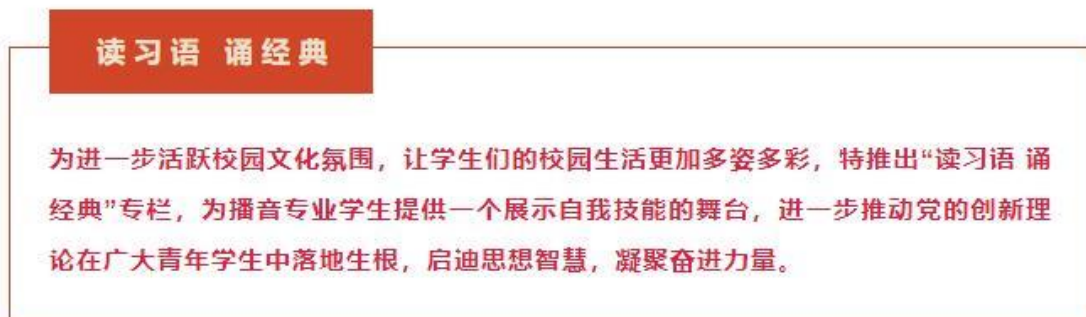 读习语 诵经典
为进一步活跃校园文化氛围，让学生们的校园生活更加多姿多彩，特推出“读习语 诵
经典”专栏，为播音专业学生提供一个展示自我技能的舞台，进一步推动党的创新理
论在广大青年学生中落地生根，启迪思想智慧，凝聚奋进力量。